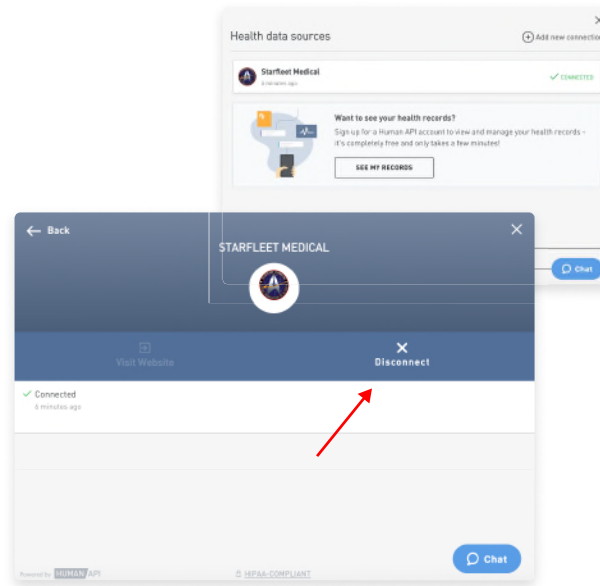 Health data sources
Add new connection
Starfleet Medical
6 minutes ago
CONNECTED
Want to see your health records?
Sign up for a Human API account to view and manage your health records -
it's completely free and only takes a few minutes!
SEE MY RECORDS
Chat
Back
STARFLEET MEDICAL
Visit Website
Disconnect
Connected
6 minutes ago
Chat
Powered by HUMAN API
HIPAA-COMPLIANT